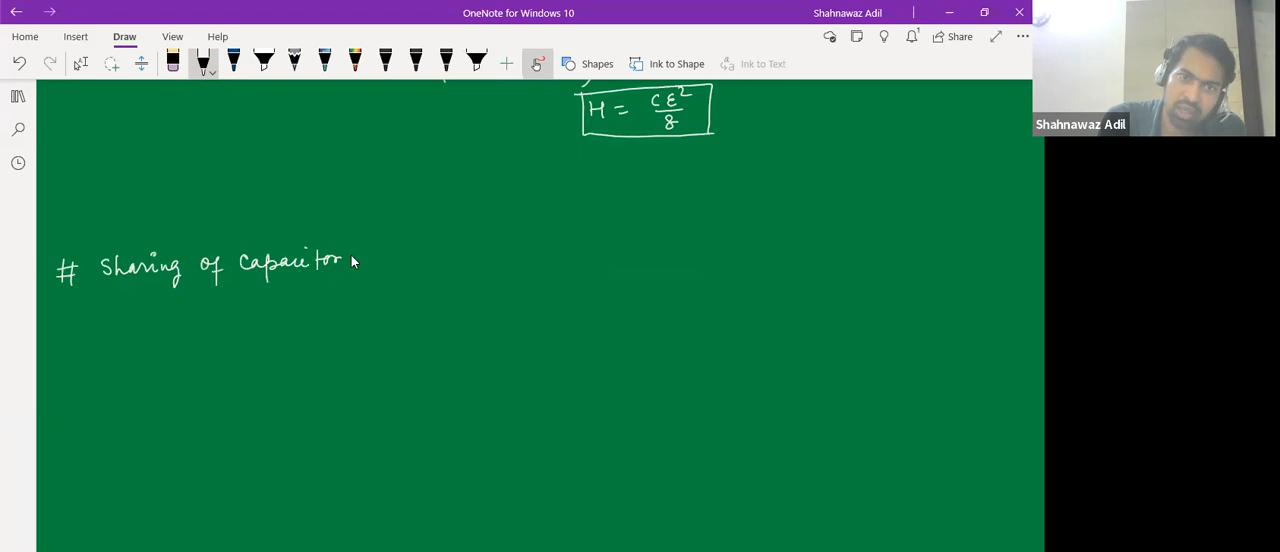 OneNote for Windows 10
Shahnawaz Adil
Home Insert Draw View Help
Share
Shapes Ink to Shape Ink to Text
H = Cε²/8
Shahnawaz Adil
# Sharing of capacitor